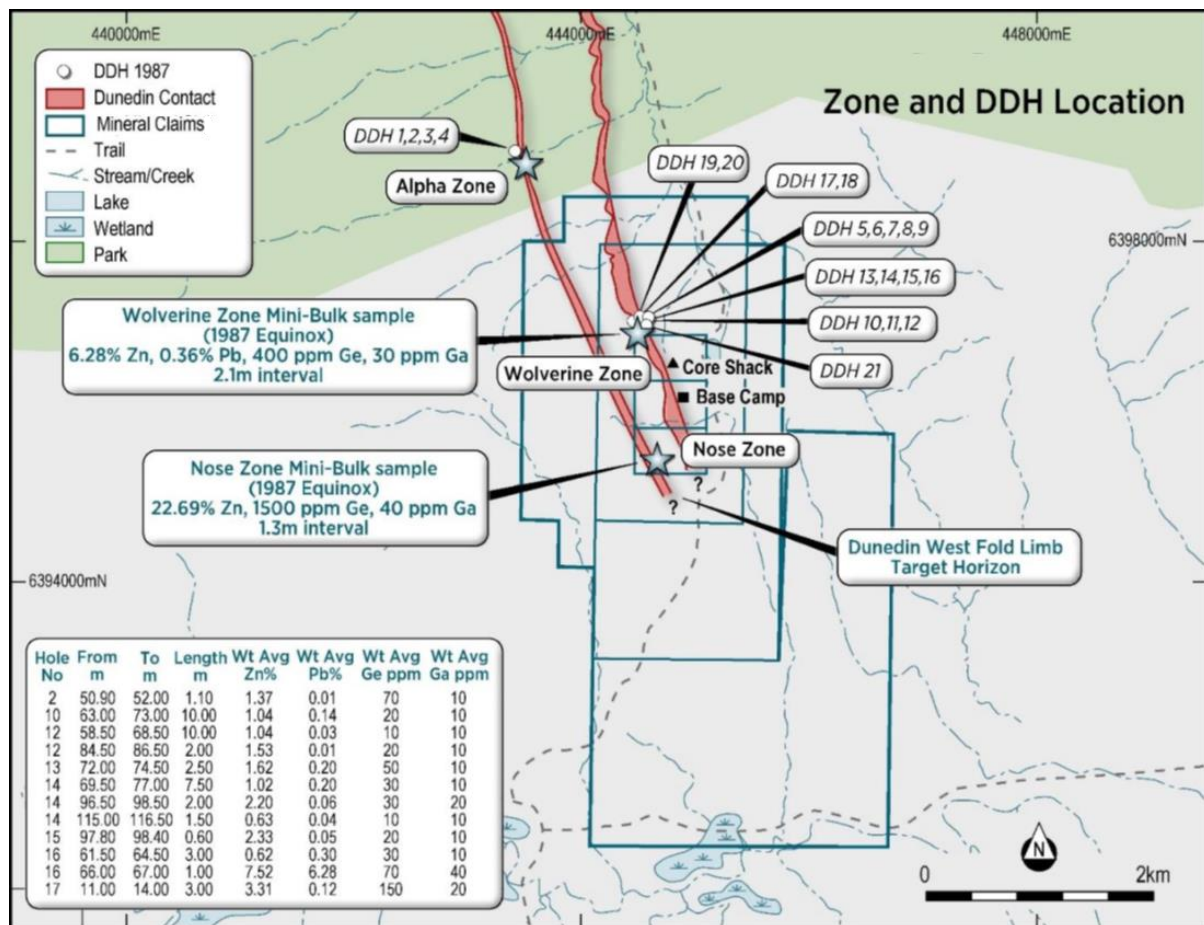 440000mE
444000mE
448000mE
DDH 1987
Dunedin Contact
Mineral Claims
Trail
Stream/Creek
Lake
Wetland
Park
Zone and DDH Location
DDH 1,2,3,4
Alpha Zone
DDH 19,20
DDH 17,18
DDH 5,6,7,8,9
6398000mN
DDH 13,14,15,16
DDH 10,11,12
DDH 21
Wolverine Zone Mini-Bulk sample
(1987 Equinox)
6.28% Zn, 0.36% Pb, 400 ppm Ge, 30 ppm Ga
2.1m interval
Wolverine Zone
Core Shack
Base Camp
Nose Zone
Nose Zone Mini-Bulk sample
(1987 Equinox)
22.69% Zn, 1500 ppm Ge, 40 ppm Ga
1.3m interval
?
?
Dunedin West Fold Limb
Target Horizon
6394000mN
Hole From To Length Wt Avg Wt Avg Wt Avg Wt Avg
No m m m Zn% Pb% Ge ppm Ga ppm
2 50.90 52.00 1.10 1.37 0.01 70 10
10 63.00 73.00 10.00 1.04 0.14 20 10
12 58.50 68.50 10.00 1.04 0.03 10 10
12 84.50 86.50 2.00 1.53 0.01 20 10
13 72.00 74.50 2.50 1.62 0.20 50 10
14 69.50 77.00 7.50 1.02 0.20 30 10
14 96.50 98.50 2.00 2.20 0.06 30 20
14 115.00 116.50 1.50 0.63 0.04 10 10
15 97.80 98.40 0.60 2.33 0.05 20 10
16 61.50 64.50 3.00 0.62 0.30 30 10
16 66.00 67.00 1.00 7.52 6.28 70 40
17 11.00 14.00 3.00 3.31 0.12 150 20
N
0 2km